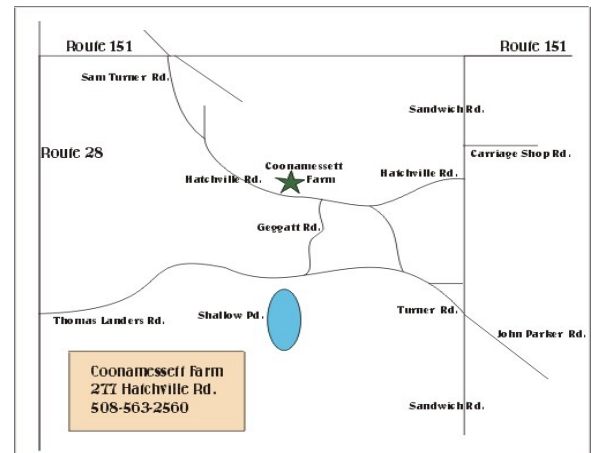 Route 151
Route 151
Sam Turner Rd.
Sandwich Rd.
Route 28
Carriage Shop Rd.
Coonamessett
Farm
Hatchville Rd.
Hatchville Rd.
Geggatt Rd.
Thomas Landers Rd.
Shallow Pd.
Turner Rd.
John Parker Rd.
Coonamessett Farm
277 Hatchville Rd.
508-563-2560
Sandwich Rd.